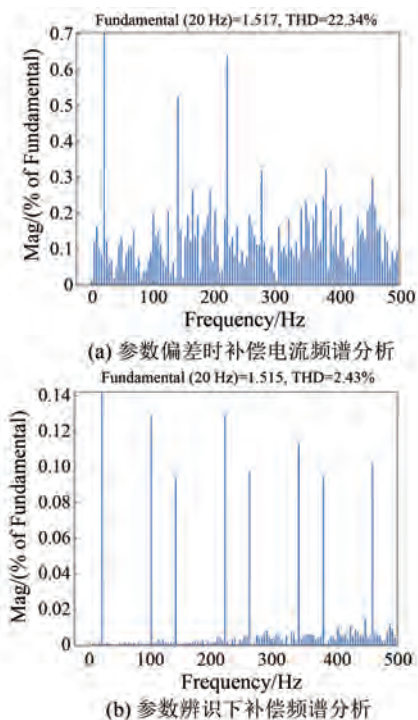 Fundamental (20 Hz)=1.517, THD=22.34%
0.7
0.6
0.5
0.4
0.3
0.2
0.1
0
Mag/(% of Fundamental)
0 100 200 300 400 500
Frequency/Hz
(a) 参数偏差时补偿电流频谱分析
Fundamental (20 Hz)=1.515, THD=2.43%
0.14
0.12
0.10
0.08
0.06
0.04
0.02
0
Mag/(% of Fundamental)
0 100 200 300 400 500
Frequency/Hz
(b) 参数辨识下补偿频谱分析